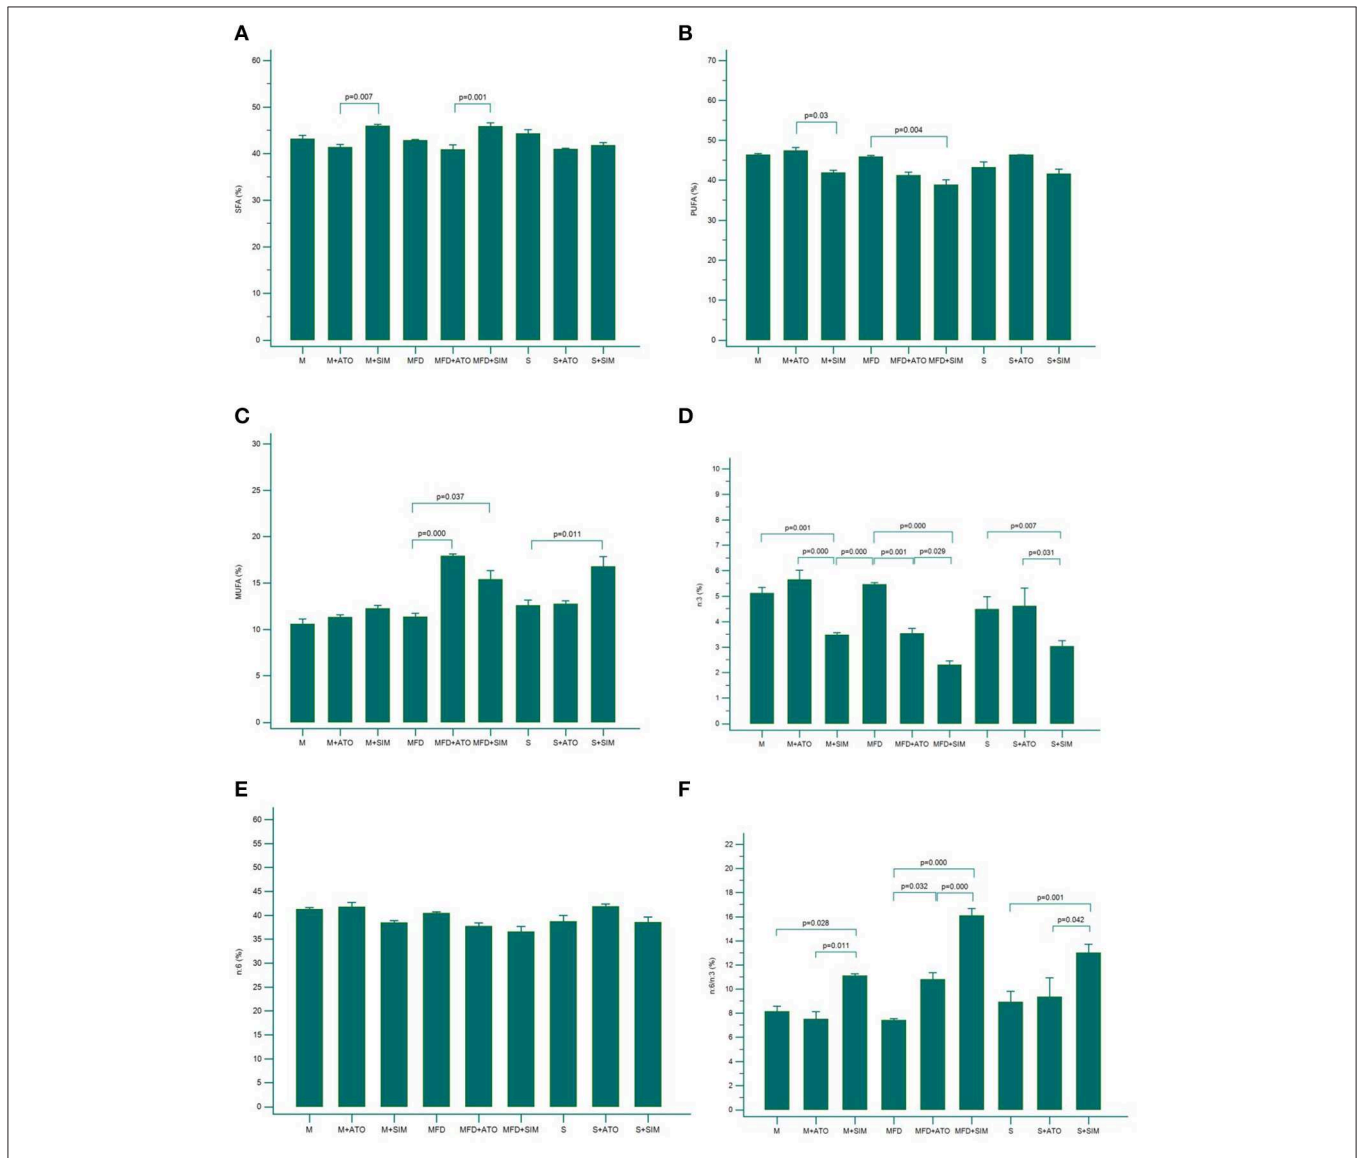 A
60
50
40
30
20
10
0
SFA (%)
p=0.007
p=0.001
M M+ATO M+SIM MFD MFD+ATO MFD+SIM S S+ATO S+SIM
B
70
60
50
40
30
20
10
0
PUFA (%)
p=0.03
p=0.004
M M+ATO M+SIM MFD MFD+ATO MFD+SIM S S+ATO S+SIM
C
30
25
20
15
10
5
0
MUFA (%)
p=0.037
p=0.000
p=0.011
M M+ATO M+SIM MFD MFD+ATO MFD+SIM S S+ATO S+SIM
D
10
9
8
7
6
5
4
3
2
1
0
n:3 (%)
p=0.001 p=0.000 p=0.007
p=0.000 p=0.000 p=0.001 p=0.029 p=0.031
M M+ATO M+SIM MFD MFD+ATO MFD+SIM S S+ATO S+SIM
E
60
55
50
45
40
35
30
25
20
15
10
5
0
n:6 (%)
M M+ATO M+SIM MFD MFD+ATO MFD+SIM S S+ATO S+SIM
F
22
20
18
16
14
12
10
8
6
4
2
0
n:6/n:3 (%)
p=0.000
p=0.032 p=0.000
p=0.001
p=0.028 p=0.042
p=0.011
M M+ATO M+SIM MFD MFD+ATO MFD+SIM S S+ATO S+SIM